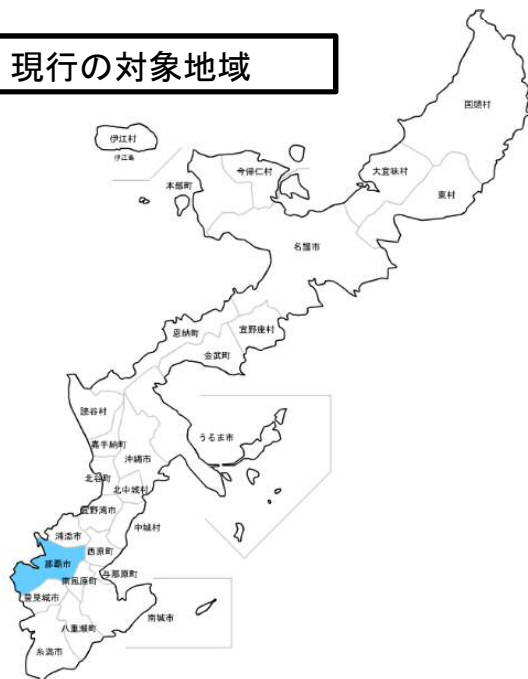 現行の対象地域
国頭村
伊江村
伊江島
今帰仁村
大宜味村
本部町
東村
名護市
恩納町
宜野座村
金武町
読谷村
うるま市
嘉手納町
沖縄市
北谷町
北中城村
宜野湾市
中城村
浦添市
西原町
那覇市
与那原町
南風原町
豊見城市
南城市
八重瀬町
糸満市